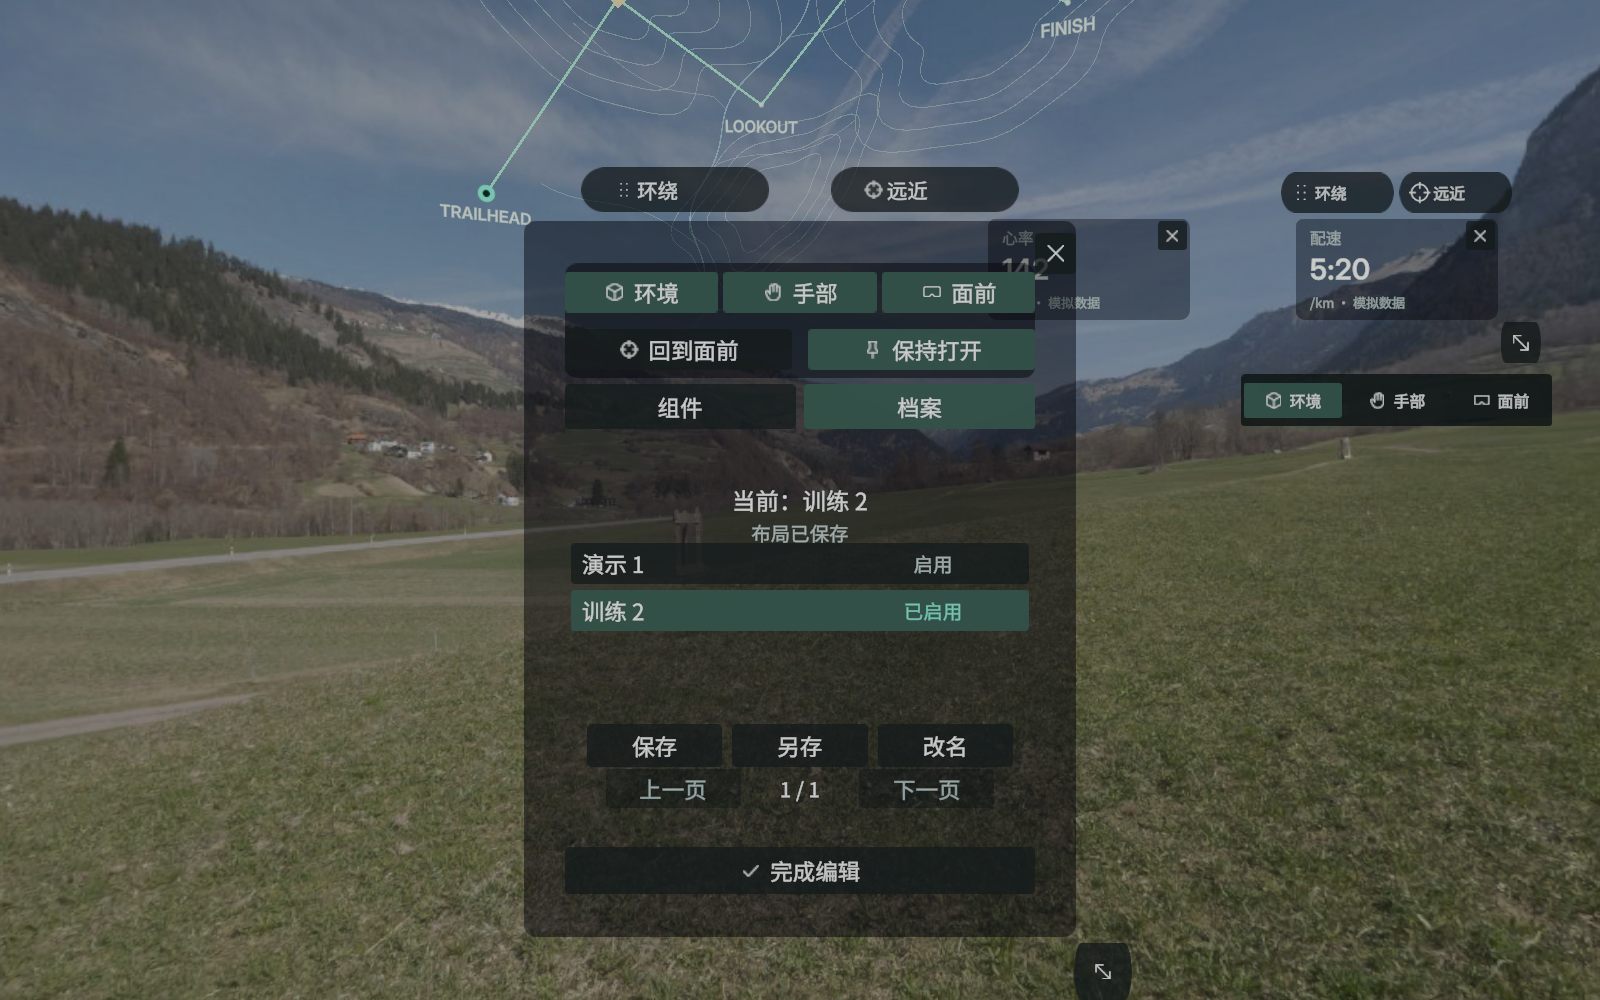 FINISH
LOOKOUT
TRAILHEAD
环绕
远近
环绕
远近
心率
142
• 模拟数据
配速
5:20
/km • 模拟数据
环境
手部
面前
回到面前
保持打开
组件
档案
环境
手部
面前
当前：训练 2
布局已保存
演示 1
启用
训练 2
已启用
保存
另存
改名
上一页
1 / 1
下一页
完成编辑